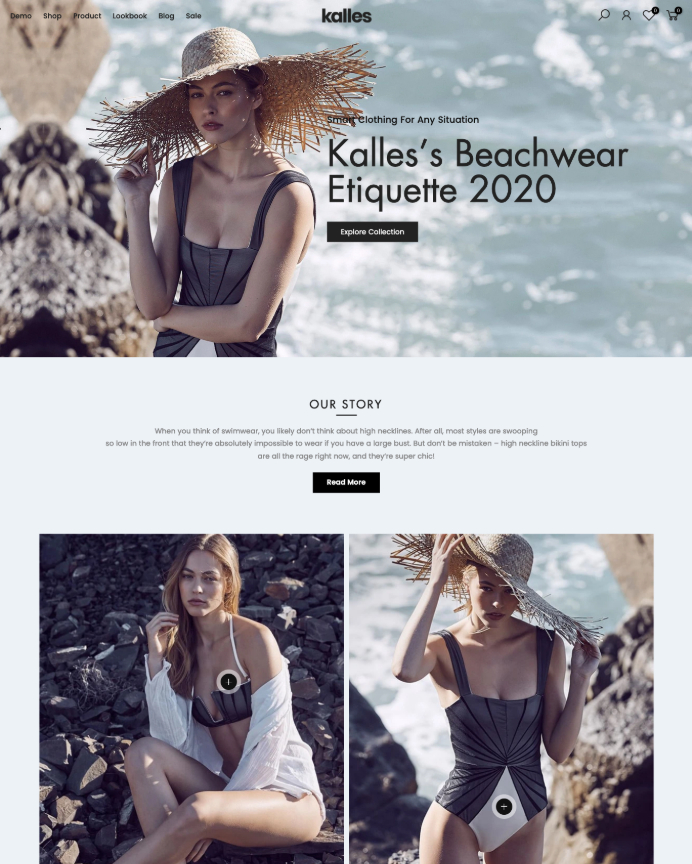 Demo Shop Product Lookbook Blog Sale
kalles
0 0
Smart Clothing For Any Situation
Kalles's Beachwear
Etiquette 2020
Explore Collection
OUR STORY
When you think of swimwear, you likely don't think about high necklines. After all, most styles are swooping
so low in the front that they're absolutely impossible to wear if you have a large bust. But don't be mistaken – high neckline bikini tops
are all the rage right now, and they're super chic!
Read More